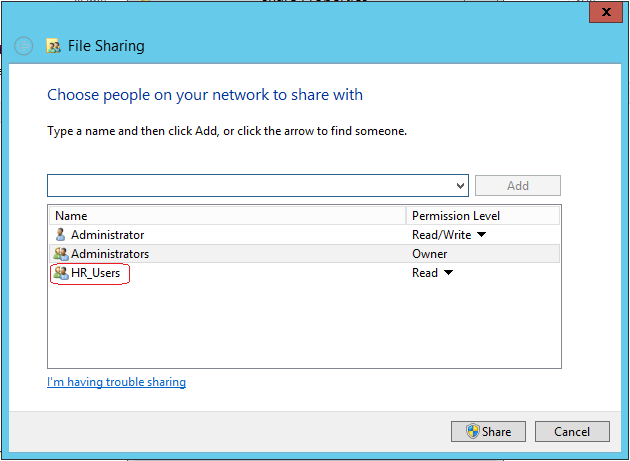 File Sharing
Choose people on your network to share with
Type a name and then click Add, or click the arrow to find someone.
Add
Name Permission Level
Administrator Read/Write
Administrators Owner
HR_Users Read
I'm having trouble sharing
Share Cancel